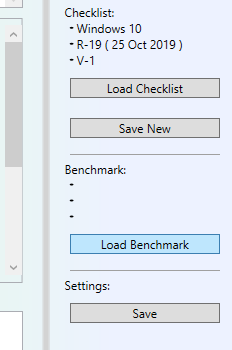 Checklist:
- Windows 10
- R-19 ( 25 Oct 2019 )
- V-1
Load Checklist
Save New
Benchmark:
-
-
-
Load Benchmark
Settings:
Save